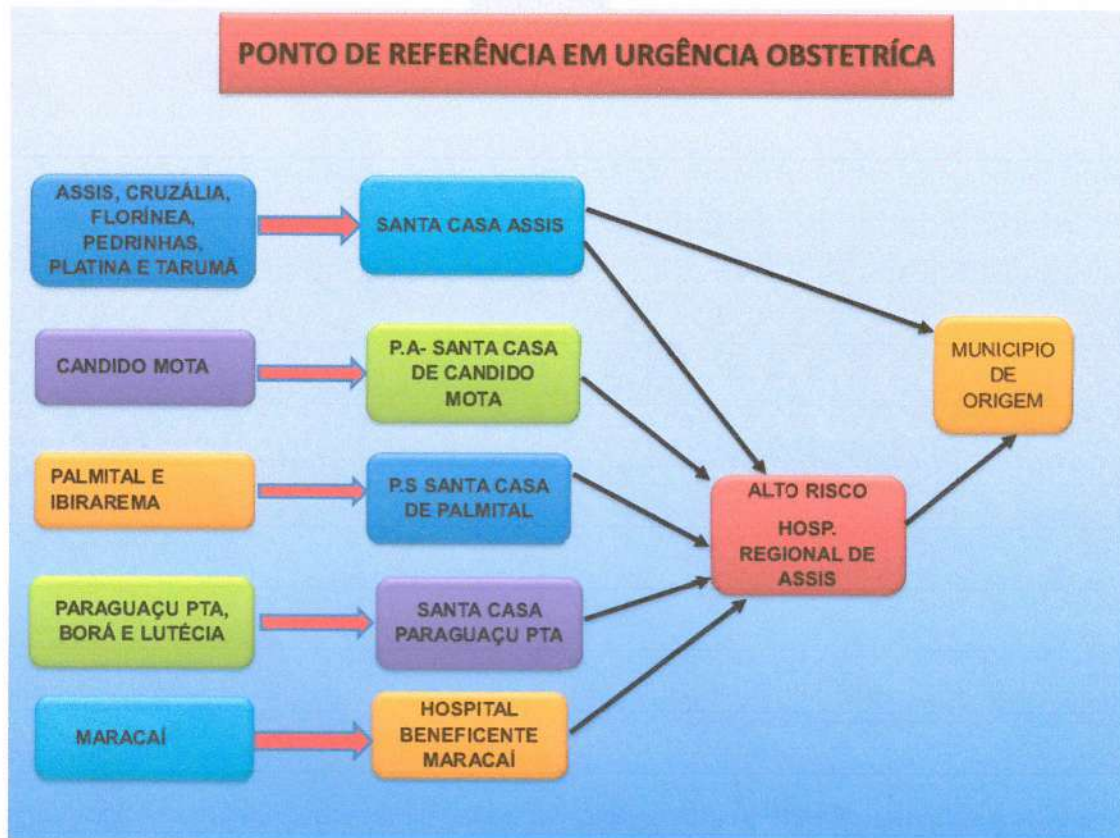 PONTO DE REFERÊNCIA EM URGÊNCIA OBSTETRÍCA
ASSIS, CRUZÁLIA,
FLORÍNEA,
PEDRINHAS,
PLATINA E TARUMÃ
SANTA CASA ASSIS
CANDIDO MOTA
P.A- SANTA CASA
DE CANDIDO
MOTA
MUNICIPIO
DE
ORIGEM
PALMITAL E
IBIRAREMA
P.S SANTA CASA
DE PALMITAL
ALTO RISCO
HOSP.
REGIONAL DE
ASSIS
PARAGUAÇU PTA,
BORÁ E LUTÉCIA
SANTA CASA
PARAGUAÇU PTA
MARACAÍ
HOSPITAL
BENEFICENTE
MARACAÍ